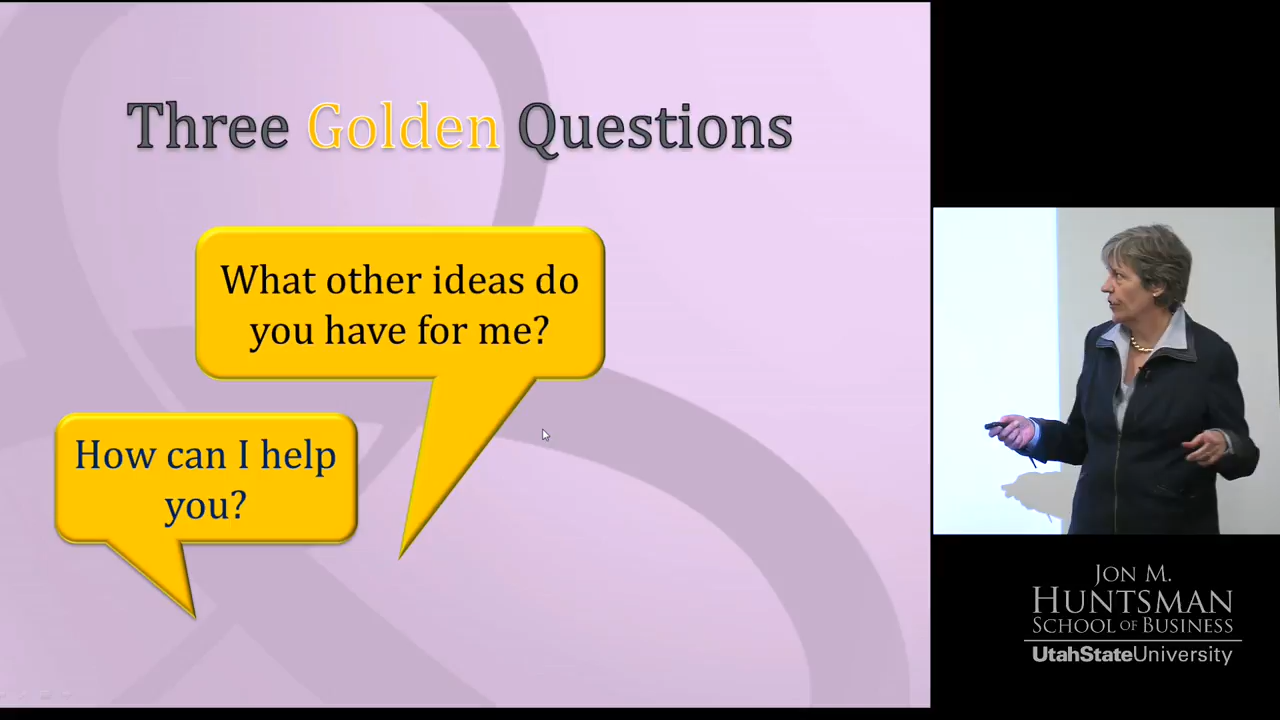 Three Golden Questions
What other ideas do
you have for me?
How can I help
you?
JON M.
HUNTSMAN
SCHOOL OF BUSINESS
UtahStateUniversity